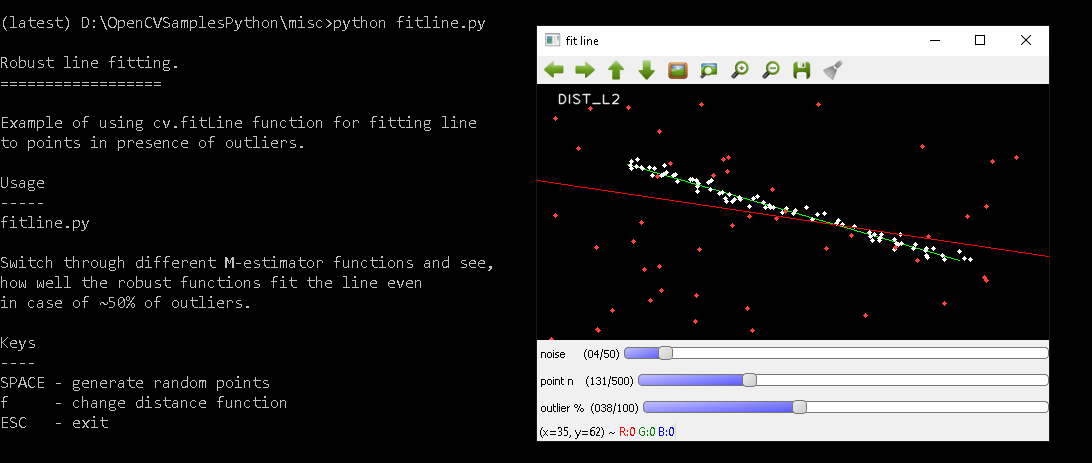 (latest) D:\OpenCVSamplesPython\misc>python fitline.py
Robust line fitting.
==================
Example of using cv.fitLine function for fitting line
to points in presence of outliers.
Usage
-----
fitline.py
Switch through different M-estimator functions and see,
how well the robust functions fit the line even
in case of ~50% of outliers.
Keys
----
SPACE - generate random points
f     - change distance function
ESC   - exit
fit line
DIST_L2
noise (04/50)
point n (131/500)
outlier % (038/100)
(x=35, y=62) ~ R:0 G:0 B:0